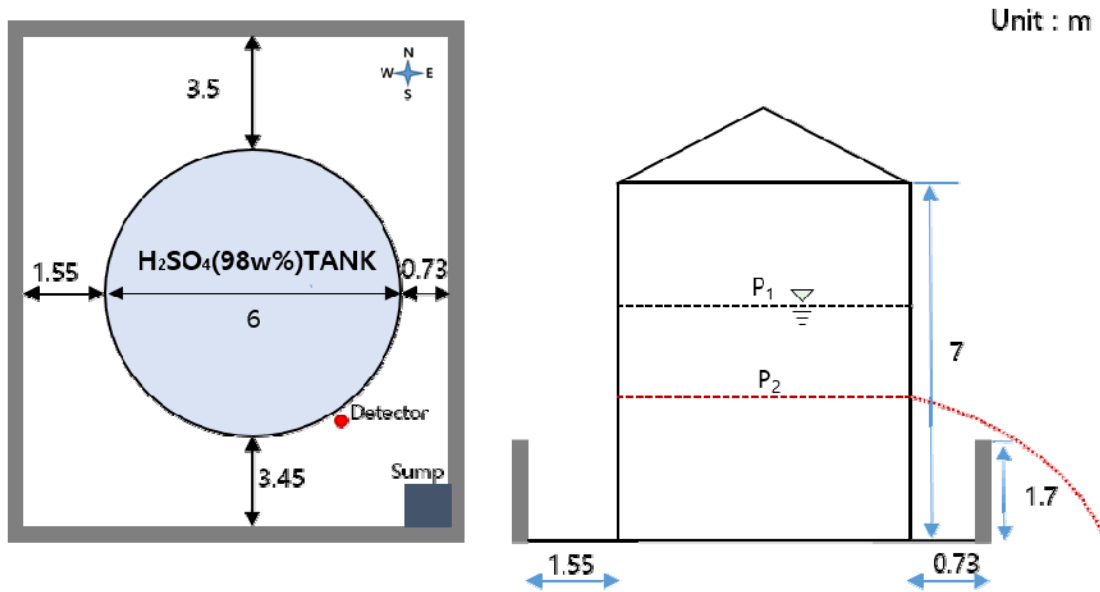 Unit : m
N
W E
S
3.5
H₂SO₄(98w%)TANK
1.55
0.73
6
Detector
3.45
Sump
P₁
P₂
7
1.7
1.55
0.73